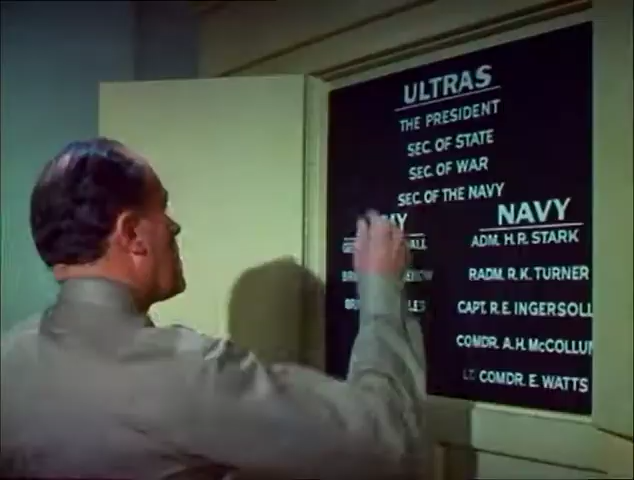 ULTRAS
THE PRESIDENT
SEC. OF STATE
SEC. OF WAR
SEC. OF THE NAVY
NAVY
ADM. H.R. STARK
RADM. R.K. TURNER
CAPT. R.E. INGERSOLL
COMDR. A.H. McCOLLUM
LT. COMDR. E. WATTS